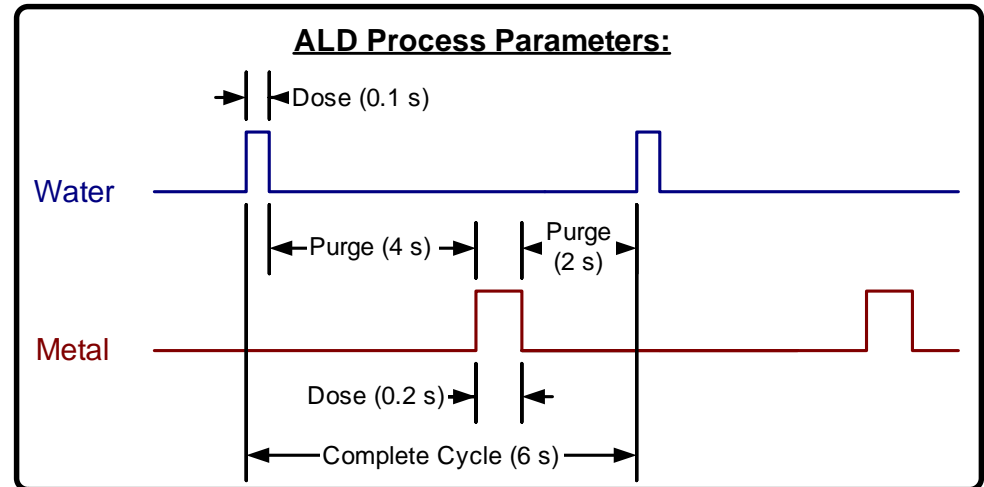 ALD Process Parameters:
Dose (0.1 s)
Water
Purge (4 s)
Purge
(2 s)
Metal
Dose (0.2 s)
Complete Cycle (6 s)